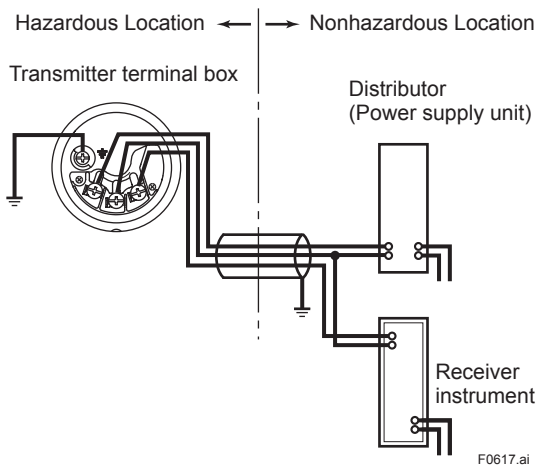 Hazardous Location
Nonhazardous Location
Transmitter terminal box
Distributor
(Power supply unit)
Receiver
instrument
F0617.ai